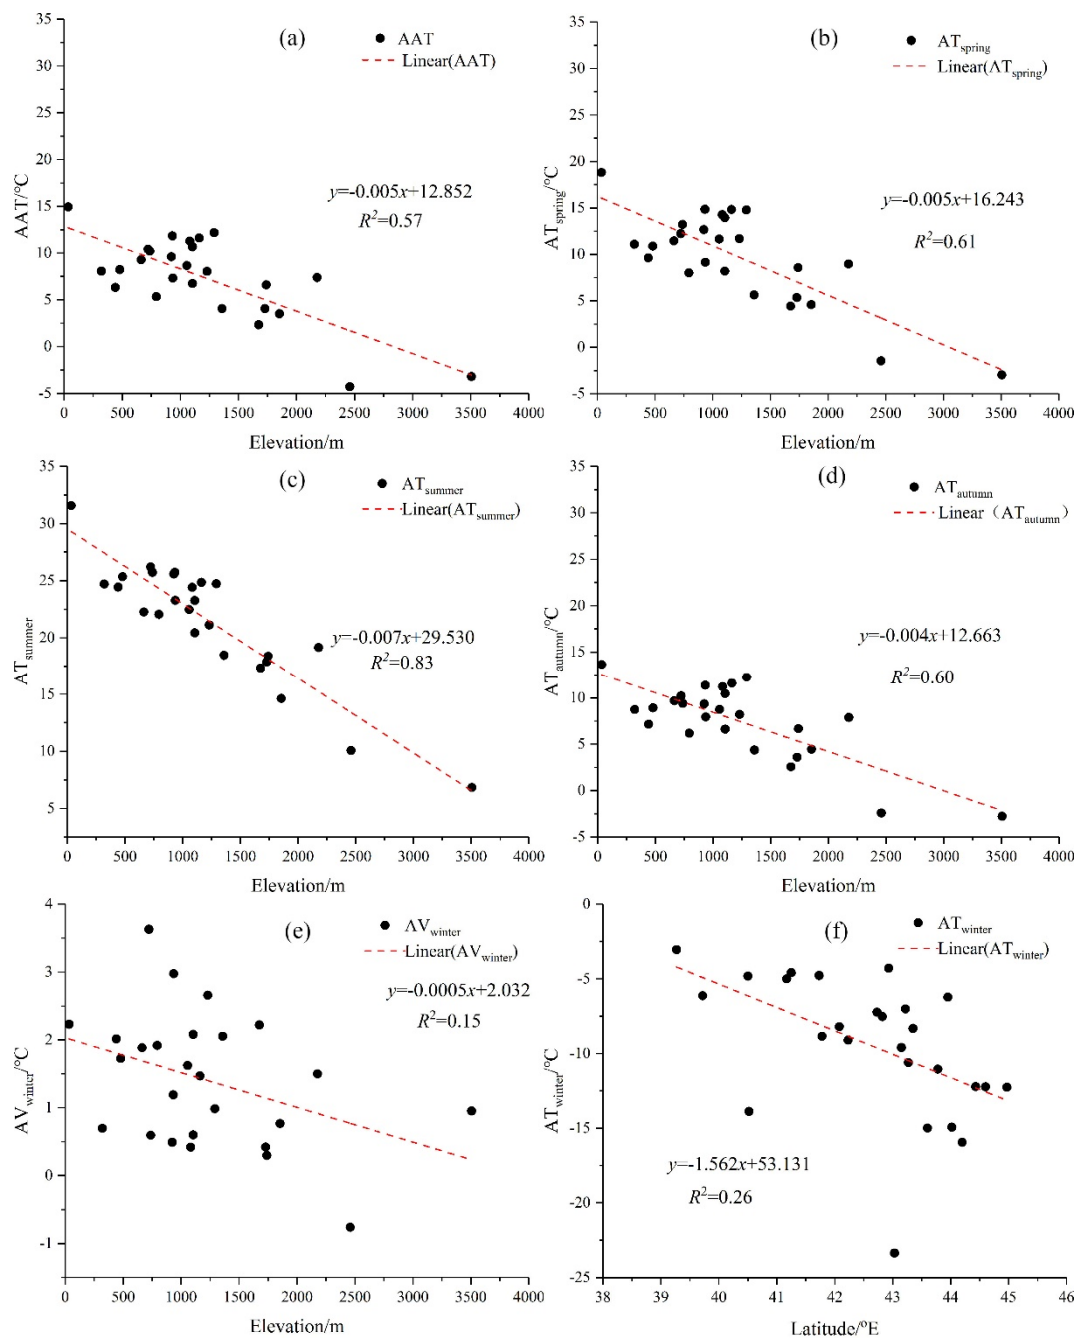 (a)
AAT
Linear(AAT)
y=-0.005x+12.852
R²=0.57
AAT/°C
35
30
25
20
15
10
5
0
-5
0 500 1000 1500 2000 2500 3000 3500 4000
Elevation/m
(b)
ATspring
Linear(ATspring)
y=-0.005x+16.243
R²=0.61
ATspring/°C
35
30
25
20
15
10
5
0
-5
0 500 1000 1500 2000 2500 3000 3500 4000
Elevation/m
(c)
ATsummer
Linear(ATsummer)
y=-0.007x+29.530
R²=0.83
ATsummer
35
30
25
20
15
10
5
0 500 1000 1500 2000 2500 3000 3500 4000
Elevation/m
(d)
ATautumn
Linear（ATautumn）
y=-0.004x+12.663
R²=0.60
ATautumn/°C
35
30
25
20
15
10
5
0
-5
0 500 1000 1500 2000 2500 3000 3500 4000
Elevation/m
(e)
AVwinter
Linear(AVwinter)
y=-0.0005x+2.032
R²=0.15
AVwinter/°C
4
3
2
1
0
-1
0 500 1000 1500 2000 2500 3000 3500 4000
Elevation/m
(f)
ATwinter
Linear(ATwinter)
y=-1.562x+53.131
R²=0.26
ATwinter/°C
0
-5
-10
-15
-20
-25
38 39 40 41 42 43 44 45 46
Latitude/°E